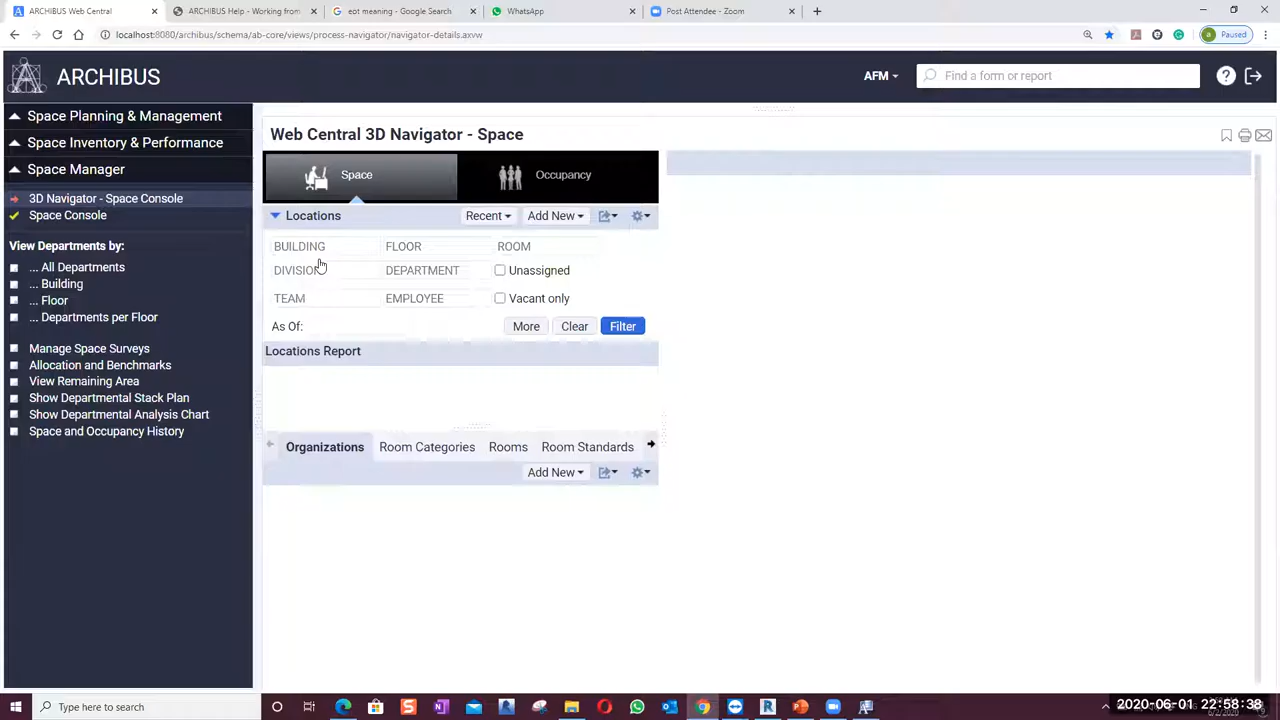 ARCHIBUS Web Central
ARCHIBUS Help - Working from
eot meaning - Google Search
WhatsApp
Post Attendee - Zoom
localhost:8080/archibus/schema/ab-core/views/process-navigator/navigator-details.axvw
a Paused
ARCHIBUS
AFM
Find a form or report
?
Space Planning & Management
Space Inventory & Performance
Space Manager
3D Navigator - Space Console
Space Console
View Departments by:
... All Departments
... Building
... Floor
... Departments per Floor
Manage Space Surveys
Allocation and Benchmarks
View Remaining Area
Show Departmental Stack Plan
Show Departmental Analysis Chart
Space and Occupancy History
Web Central 3D Navigator - Space
Space
Occupancy
Locations
Recent
Add New
BUILDING FLOOR ROOM
DIVISION DEPARTMENT Unassigned
TEAM EMPLOYEE Vacant only
As Of: More Clear Filter
Locations Report
Organizations Room Categories Rooms Room Standards
Add New
Type here to search
2020-06-01 22:58:38